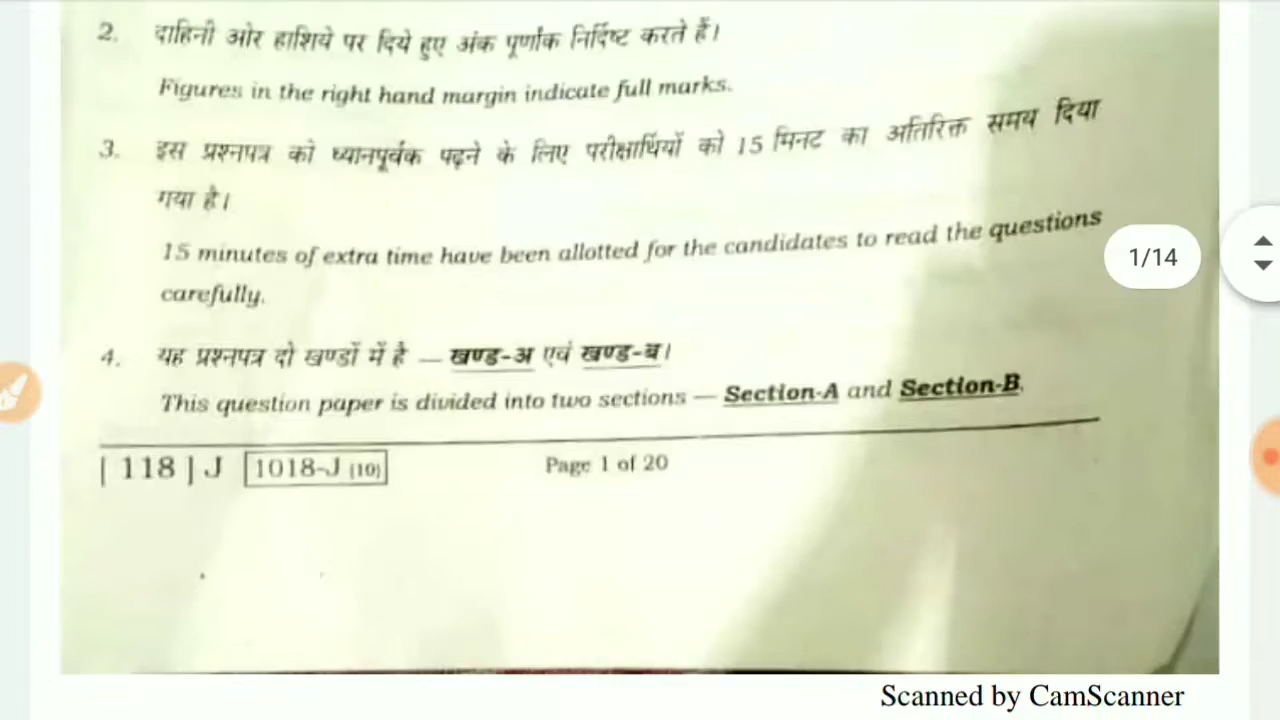 2. दाहिनी ओर हाशिये पर दिये हुए अंक पूर्णांक निर्दिष्ट करते हैं।
Figures in the right hand margin indicate full marks.
3. इस प्रश्नपत्र को ध्यानपूर्वक पढ़ने के लिए परीक्षार्थियों को 15 मिनट का अतिरिक्त समय दिया
गया है।
15 minutes of extra time have been allotted for the candidates to read the questions
carefully.
1/14
4. यह प्रश्नपत्र दो खण्डों में है — खण्ड-अ एवं खण्ड-ब।
This question paper is divided into two sections — Section-A and Section-B.
[ 118 ] J 1018-J (10) Page 1 of 20
Scanned by CamScanner